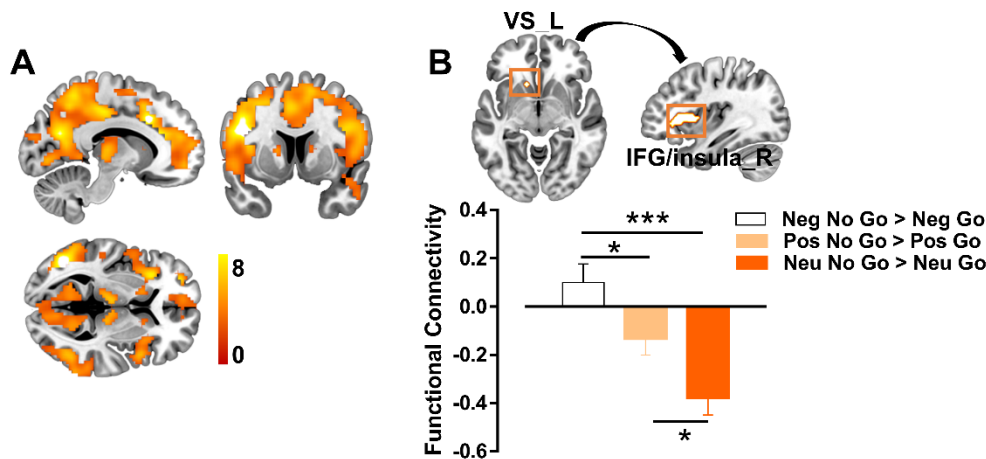 A
8
0
B
VS_L
IFG/insula_R
***
*
*
Neg No Go > Neg Go
Pos No Go > Pos Go
Neu No Go > Neu Go
Functional Connectivity
0.4
0.2
0.0
-0.2
-0.4
-0.6